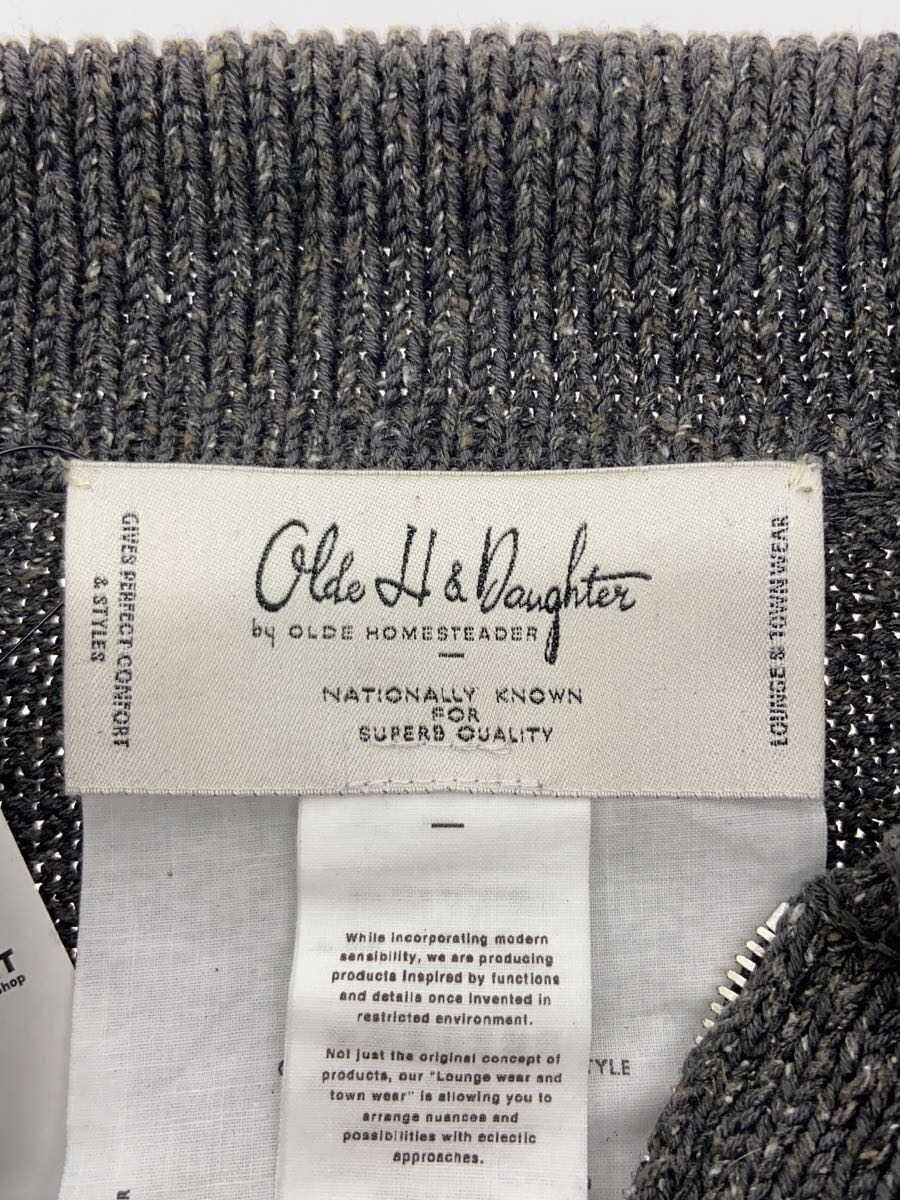 Olde H & Daughter
by OLDE HOMESTEADER
NATIONALLY KNOWN
FOR
SUPERB QUALITY
GIVES PERFECT COMFORT
& STYLES
LOUNGE & TOWN WEAR
While incorporating modern
sensibility, we are producing
products inspired by functions
and details once invented in
restricted environment.
Not just the original concept of
products, our "Lounge wear and
town wear" is allowing you to
arrange nuances and
possibilities with eclectic
approaches.